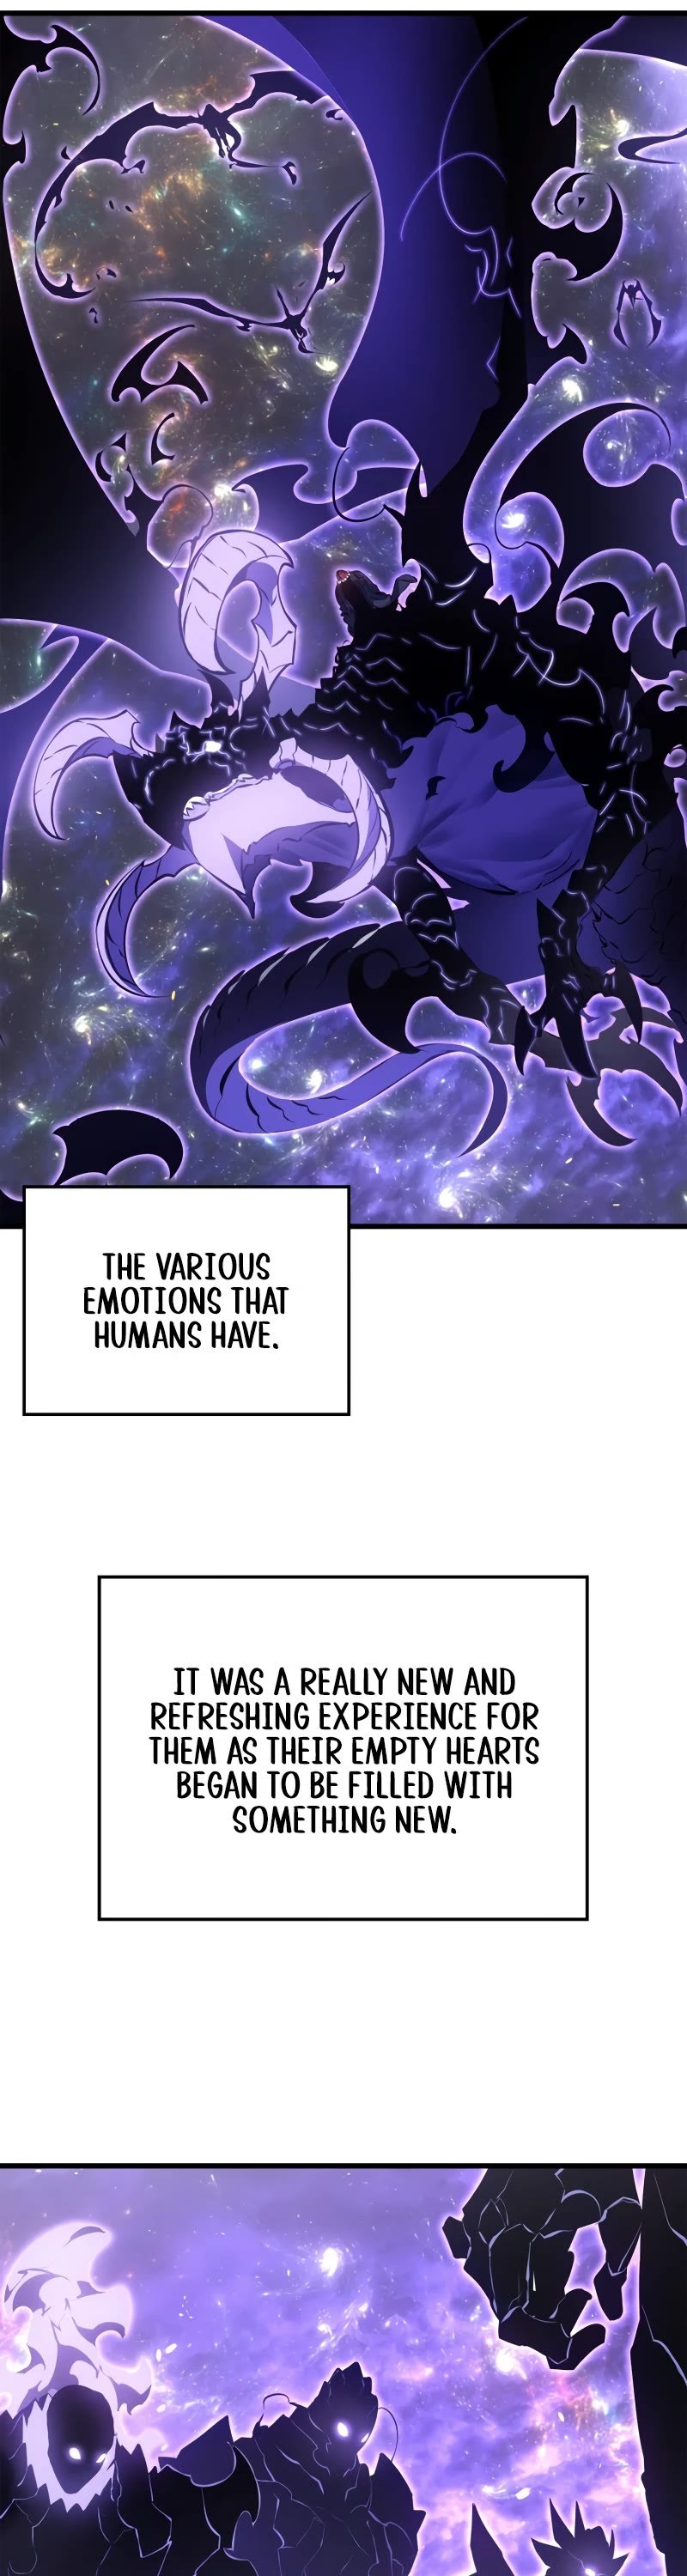 THE VARIOUS
EMOTIONS THAT
HUMANS HAVE.
IT WAS A REALLY NEW AND
REFRESHING EXPERIENCE FOR
THEM AS THEIR EMPTY HEARTS
BEGAN TO BE FILLED WITH
SOMETHING NEW.